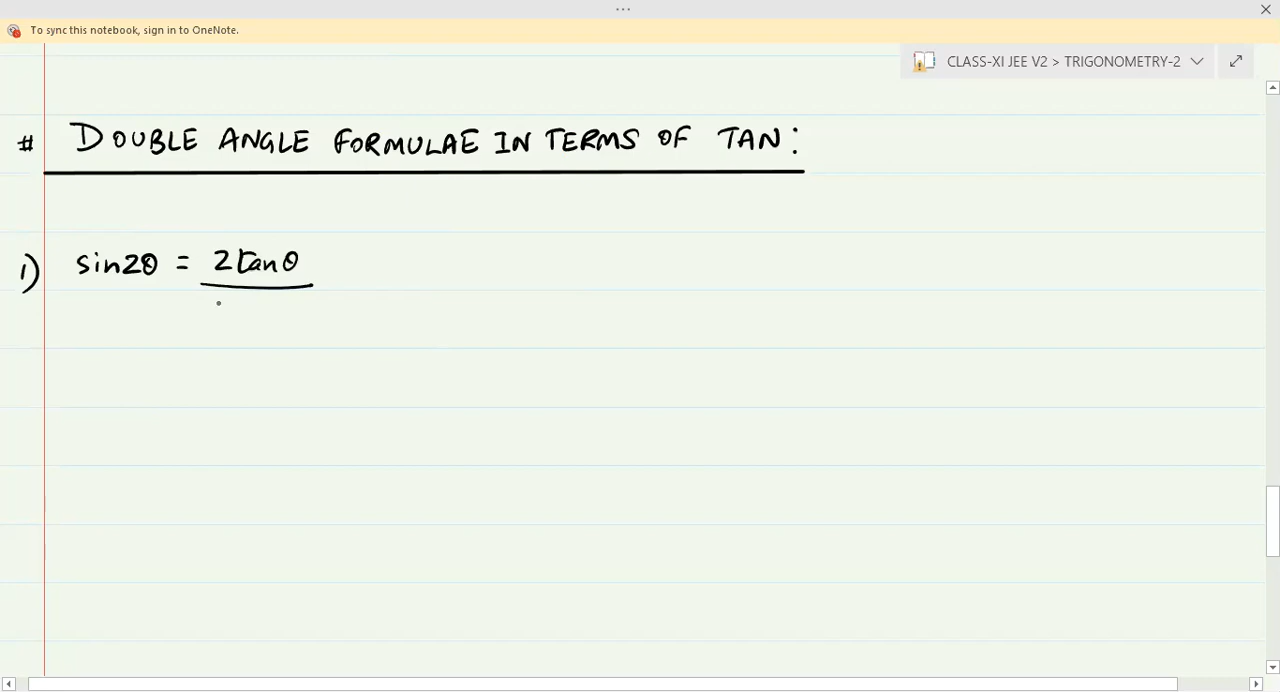 To sync this notebook, sign in to OneNote.
CLASS-XI JEE V2 > TRIGONOMETRY-2
# DOUBLE ANGLE FORMULAE IN TERMS OF TAN:
1) sin2θ = 2tanθ